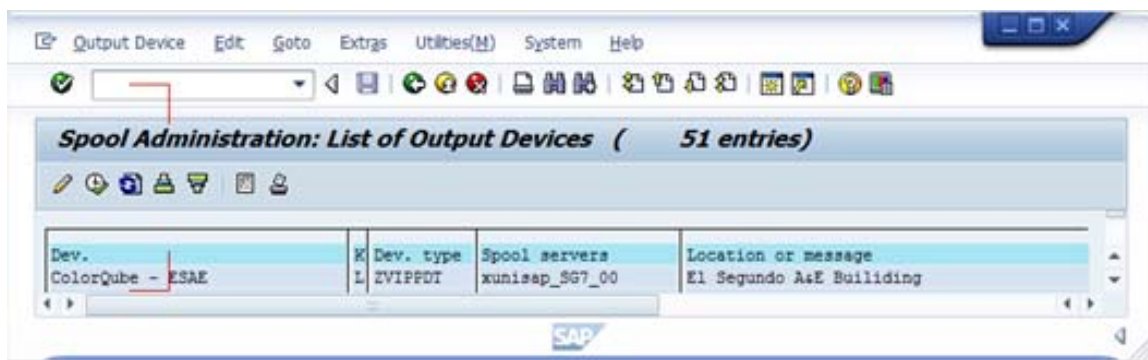 Output Device Edit Goto Extras Utilities(M) System Help
Spool Administration: List of Output Devices ( 51 entries)
Dev. K Dev. type Spool servers Location or message
ColorQube - ESAE L ZVIPPDT xunisap_SG7_00 El Segundo A&E Builiding
SAP